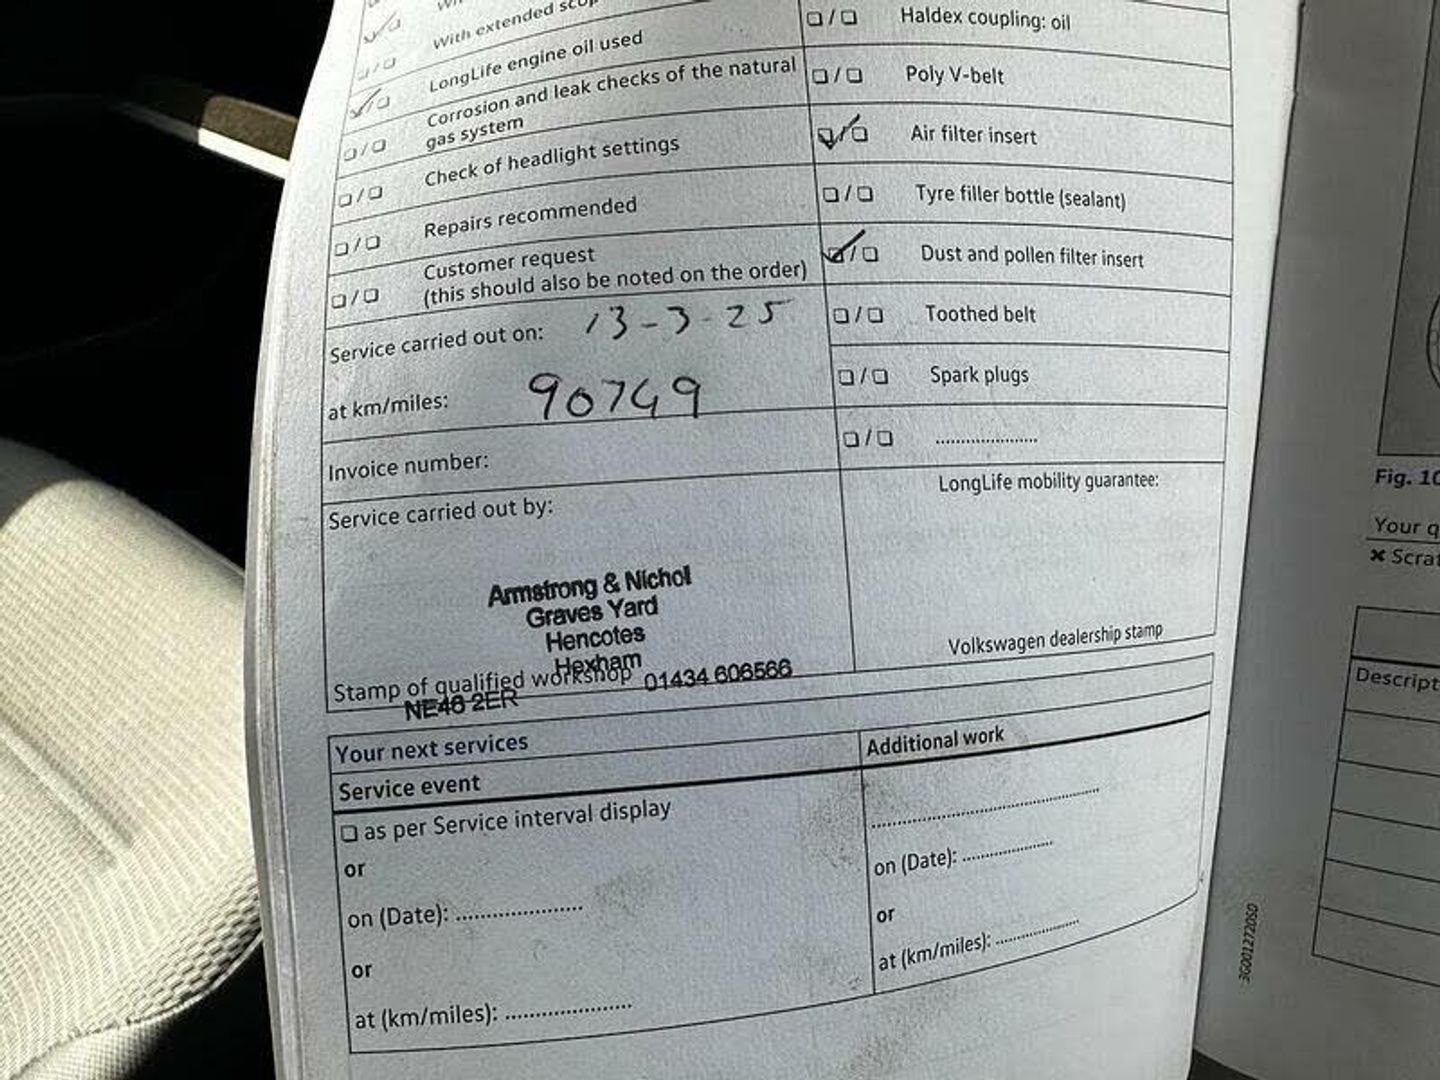 With extended
LongLife engine oil used
Corrosion and leak checks of the natural
gas system
Check of headlight settings
Repairs recommended
Customer request
(this should also be noted on the order)
Service carried out on: 13-3-25
at km/miles: 90749
Invoice number:
Service carried out by:
Armstrong & Nichol
Graves Yard
Hencotes
Hexham
Stamp of qualified workshop 01434 606566
NE46 2ER
Haldex coupling: oil
Poly V-belt
Air filter insert
Tyre filler bottle (sealant)
Dust and pollen filter insert
Toothed belt
Spark plugs
.....................
LongLife mobility guarantee:
Volkswagen dealership stamp
Your next services
Service event
as per Service interval display
or
on (Date): .....................
or
at (km/miles): .....................
Additional work
.....................
on (Date): .....................
or
at (km/miles): .....................
3G0012720SD
Fig. 10
Your q
× Scrat
Descript